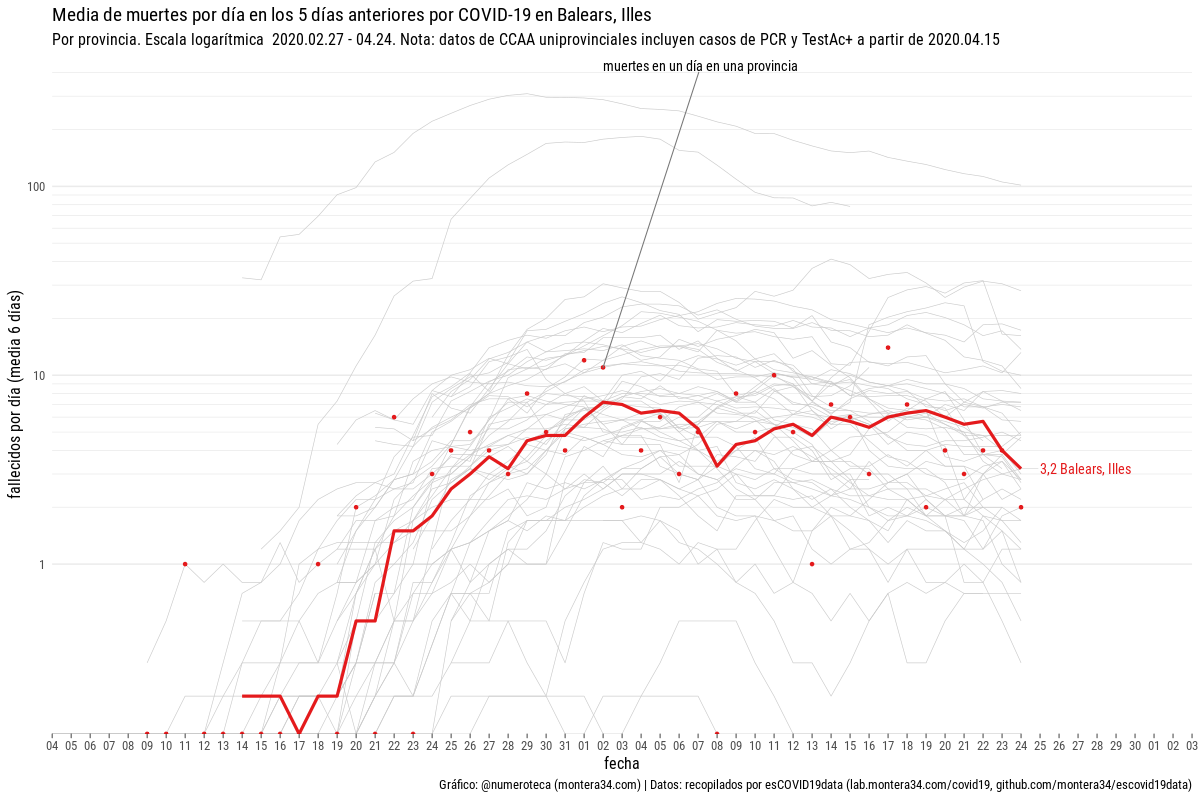 Media de muertes por día en los 5 días anteriores por COVID-19 en Balears, Illes
Por provincia. Escala logarítmica  2020.02.27 - 04.24. Nota: datos de CCAA uniprovinciales incluyen casos de PCR y TestAc+ a partir de 2020.04.15
muertes en un día en una provincia
100
10
1
fallecidos por día (media 6 días)
3,2 Balears, Illes
04 05 06 07 08 09 10 11 12 13 14 15 16 17 18 19 20 21 22 23 24 25 26 27 28 29 30 31 01 02 03 04 05 06 07 08 09 10 11 12 13 14 15 16 17 18 19 20 21 22 23 24 25 26 27 28 29 30 01 02 03
fecha
Gráfico: @numeroteca (montera34.com) | Datos: recopilados por esCOVID19data (lab.montera34.com/covid19, github.com/montera34/escovid19data)